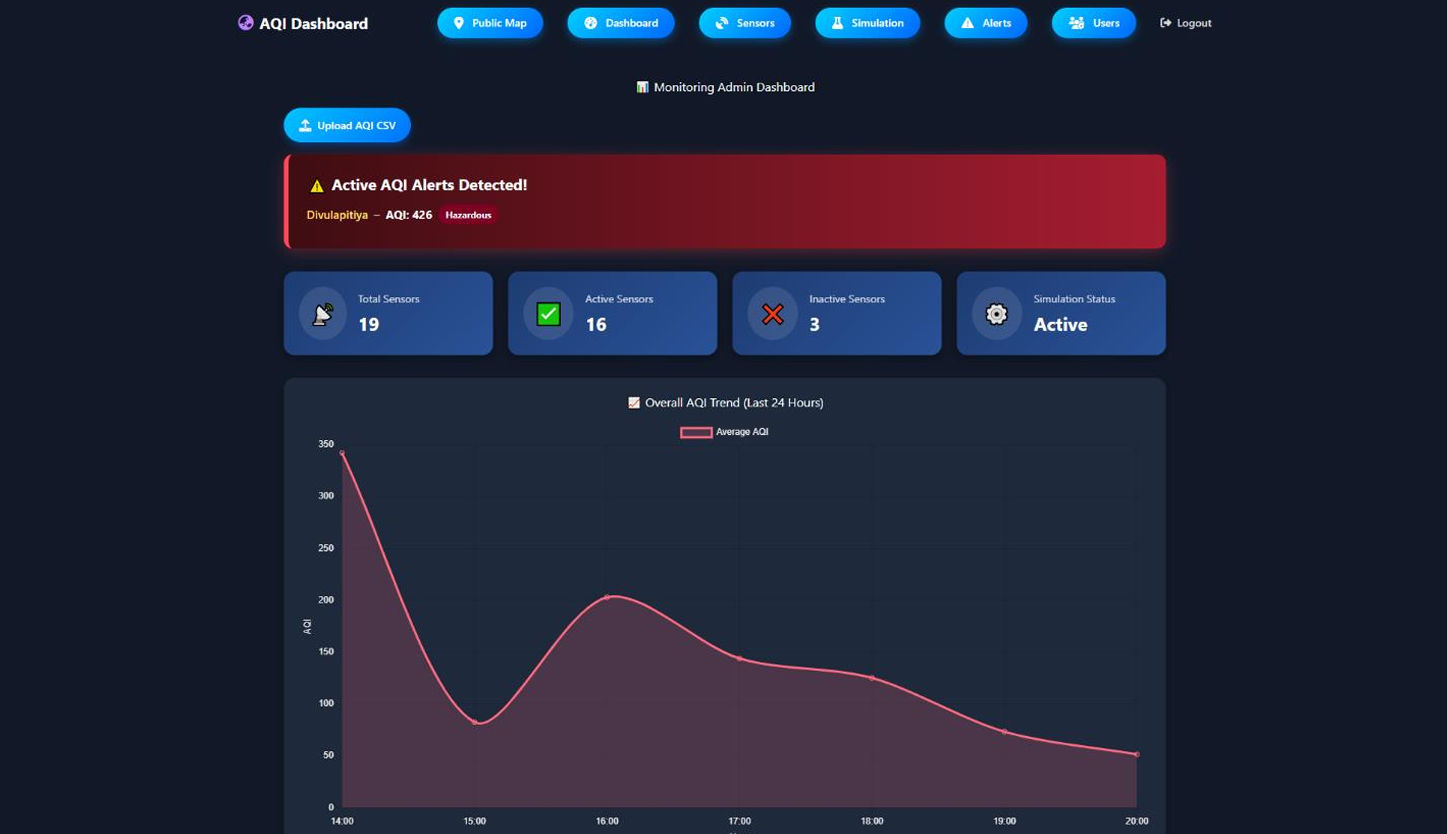 AQI Dashboard
Public Map
Dashboard
Sensors
Simulation
Alerts
Users
Logout
Monitoring Admin Dashboard
Upload AQI CSV
Active AQI Alerts Detected!
Divulapitiya – AQI: 426 Hazardous
Total Sensors
19
Active Sensors
16
Inactive Sensors
3
Simulation Status
Active
Overall AQI Trend (Last 24 Hours)
Average AQI
350
300
250
200
150
100
50
0
AQI
14:00 15:00 16:00 17:00 18:00 19:00 20:00